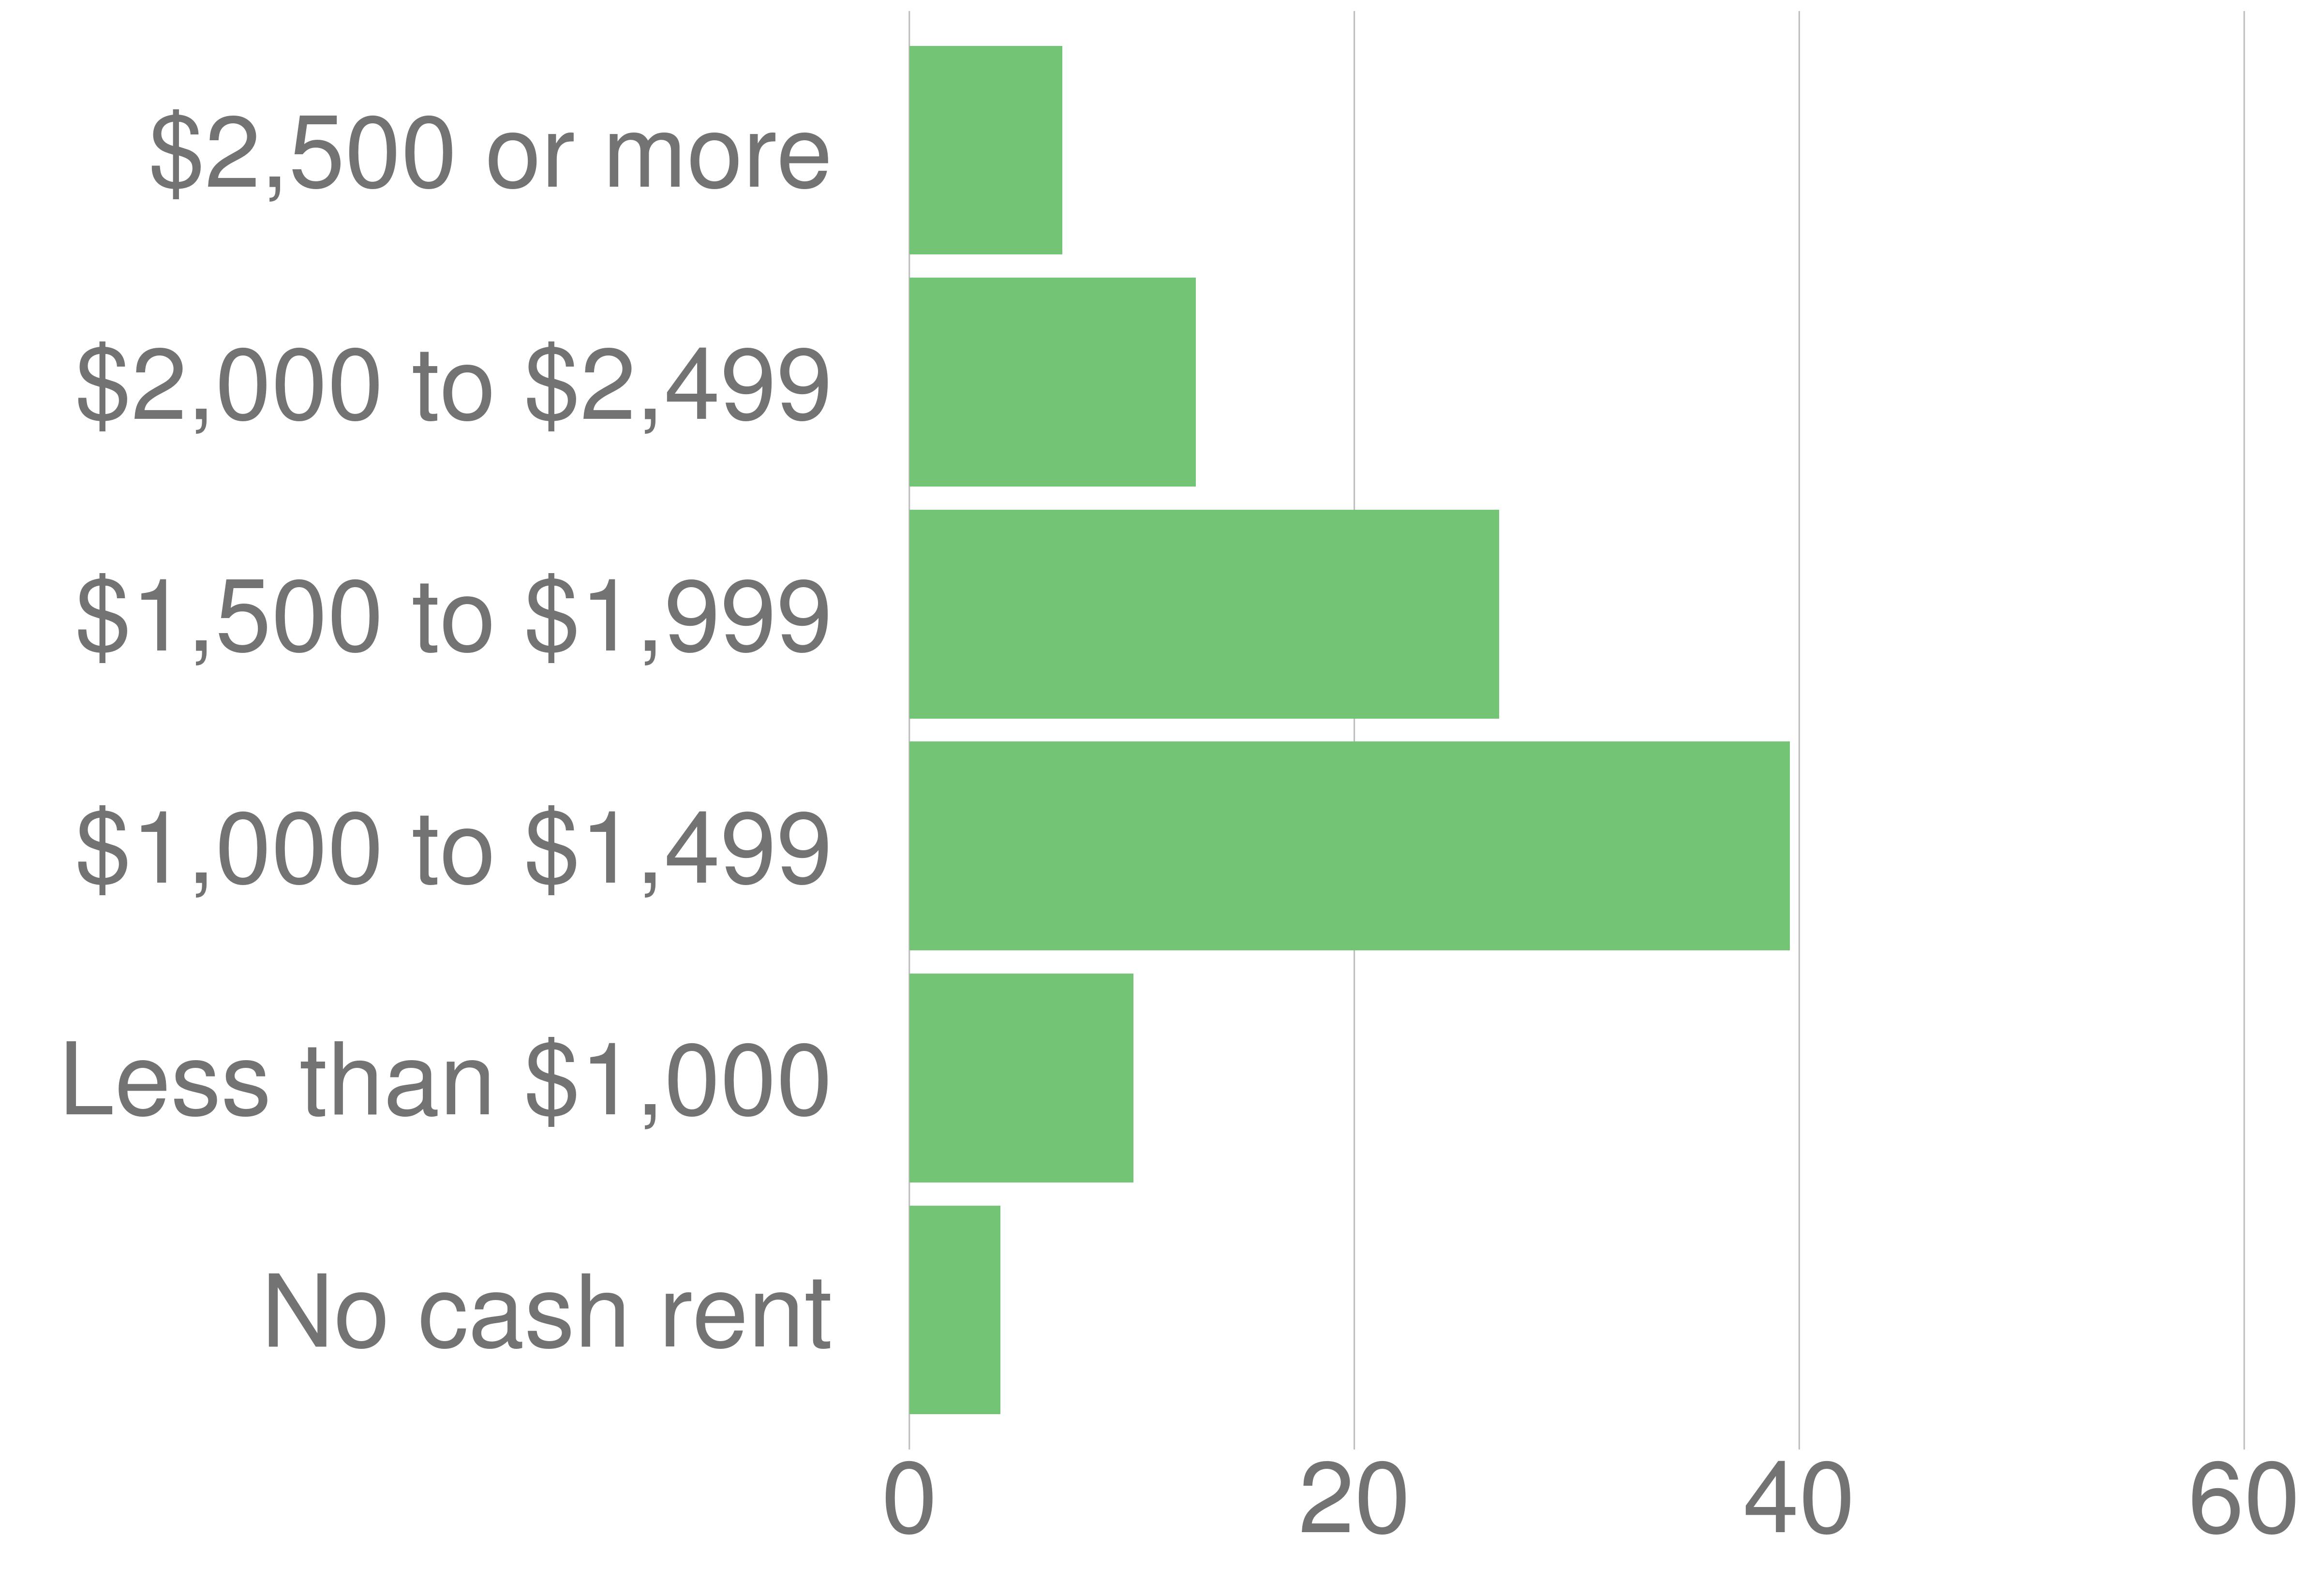 $2,500 or more
$2,000 to $2,499
$1,500 to $1,999
$1,000 to $1,499
Less than $1,000
No cash rent
0 20 40 60